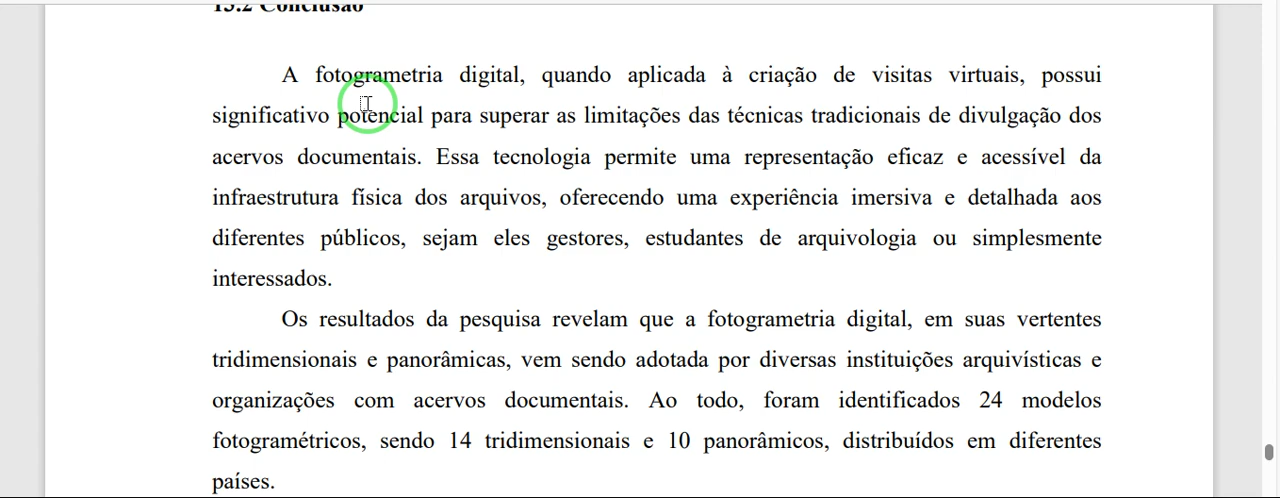 15.2 Conclusão
A fotogrametria digital, quando aplicada à criação de visitas virtuais, possui
significativo potencial para superar as limitações das técnicas tradicionais de divulgação dos
acervos documentais. Essa tecnologia permite uma representação eficaz e acessível da
infraestrutura física dos arquivos, oferecendo uma experiência imersiva e detalhada aos
diferentes públicos, sejam eles gestores, estudantes de arquivologia ou simplesmente
interessados.
Os resultados da pesquisa revelam que a fotogrametria digital, em suas vertentes
tridimensionais e panorâmicas, vem sendo adotada por diversas instituições arquivísticas e
organizações com acervos documentais. Ao todo, foram identificados 24 modelos
fotogramétricos, sendo 14 tridimensionais e 10 panorâmicos, distribuídos em diferentes
países.